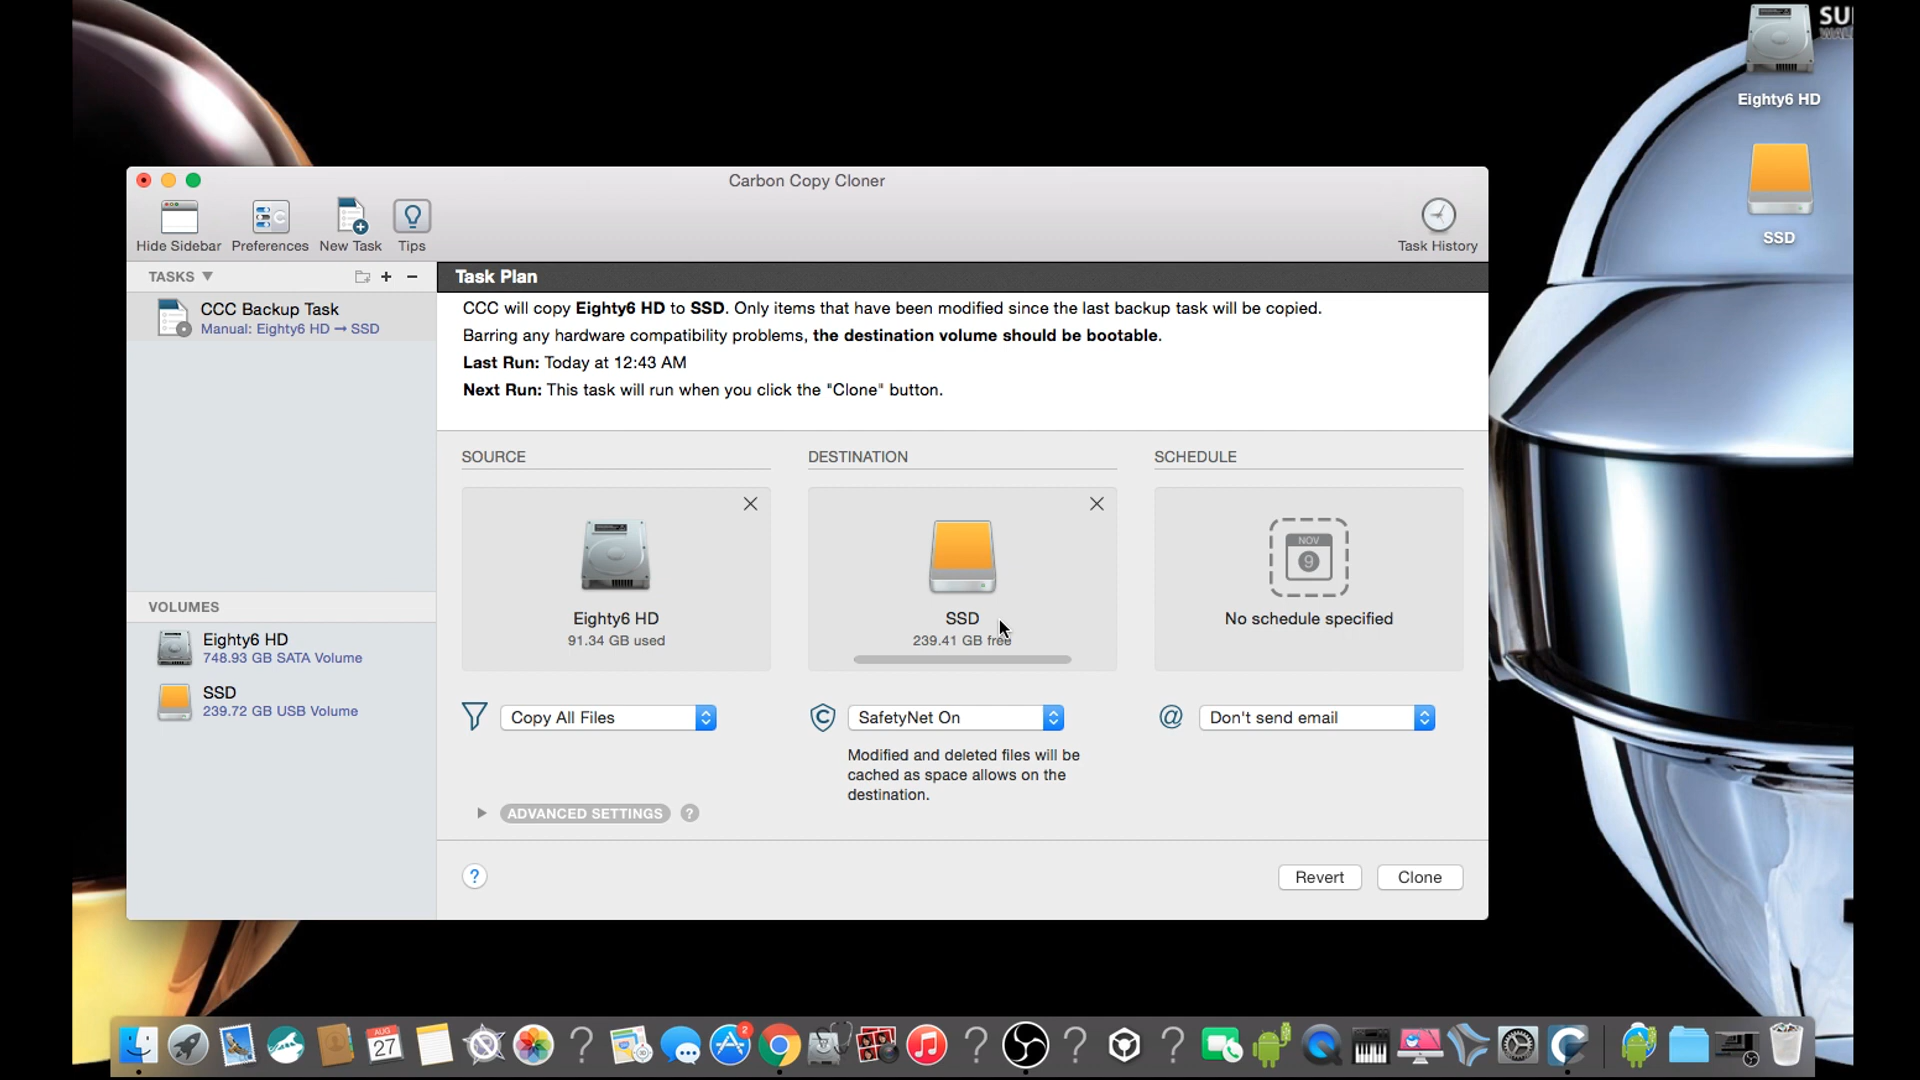 SU
Eighty6 HD
SSD
Carbon Copy Cloner
Hide Sidebar
Preferences
New Task
Tips
Task History
TASKS
CCC Backup Task
Manual: Eighty6 HD → SSD
Task Plan
CCC will copy Eighty6 HD to SSD. Only items that have been modified since the last backup task will be copied.
Barring any hardware compatibility problems, the destination volume should be bootable.
Last Run: Today at 12:43 AM
Next Run: This task will run when you click the "Clone" button.
SOURCE
DESTINATION
SCHEDULE
NOV
9
Eighty6 HD
91.34 GB used
SSD
239.41 GB free
No schedule specified
VOLUMES
Eighty6 HD
748.93 GB SATA Volume
SSD
239.72 GB USB Volume
Copy All Files
SafetyNet On
Don't send email
Modified and deleted files will be
cached as space allows on the
destination.
ADVANCED SETTINGS ?
?
Revert
Clone
AUG
27
2